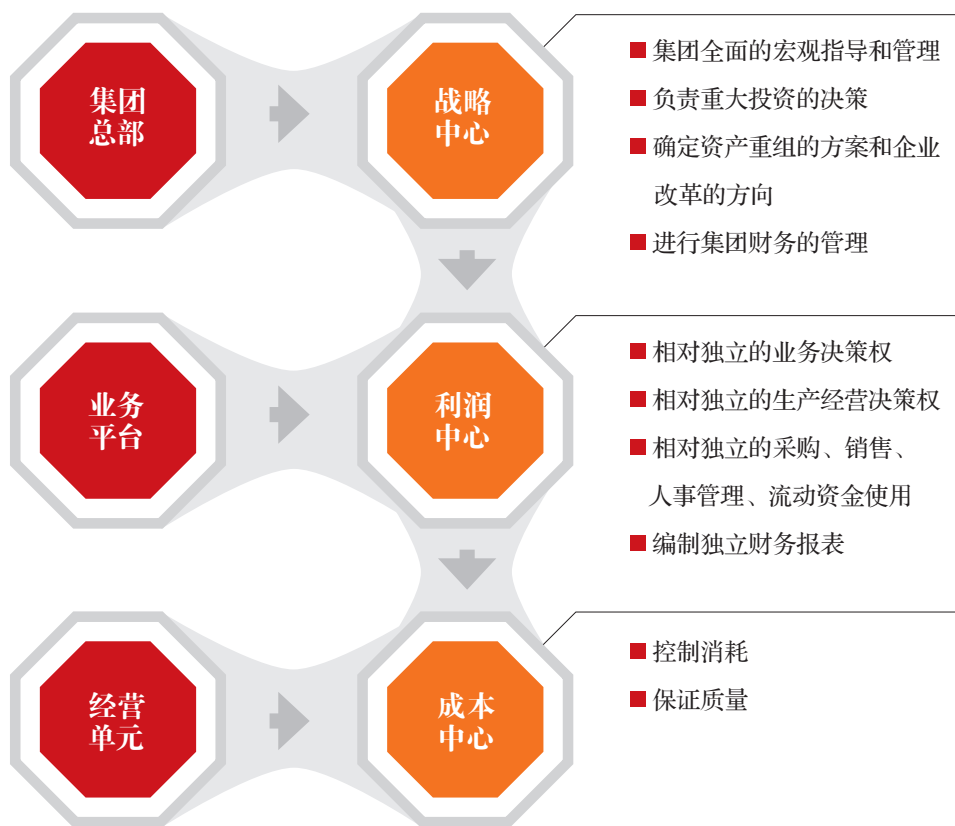 集团
总部
战略
中心
■ 集团全面的宏观指导和管理
■ 负责重大投资的决策
■ 确定资产重组的方案和企业
改革的方向
■ 进行集团财务的管理
业务
平台
利润
中心
■ 相对独立的业务决策权
■ 相对独立的生产经营决策权
■ 相对独立的采购、销售、
人事管理、流动资金使用
■ 编制独立财务报表
经营
单元
成本
中心
■ 控制消耗
■ 保证质量